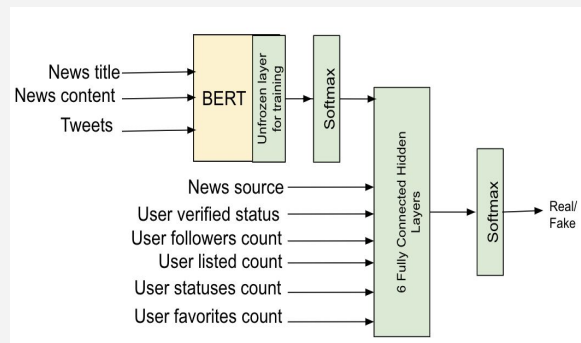 News title
News content
Tweets
BERT
Unfrozen layer
for training
Softmax
News source
User verified status
User followers count
User listed count
User statuses count
User favorites count
6 Fully Connected Hidden
Layers
Softmax
Real/
Fake